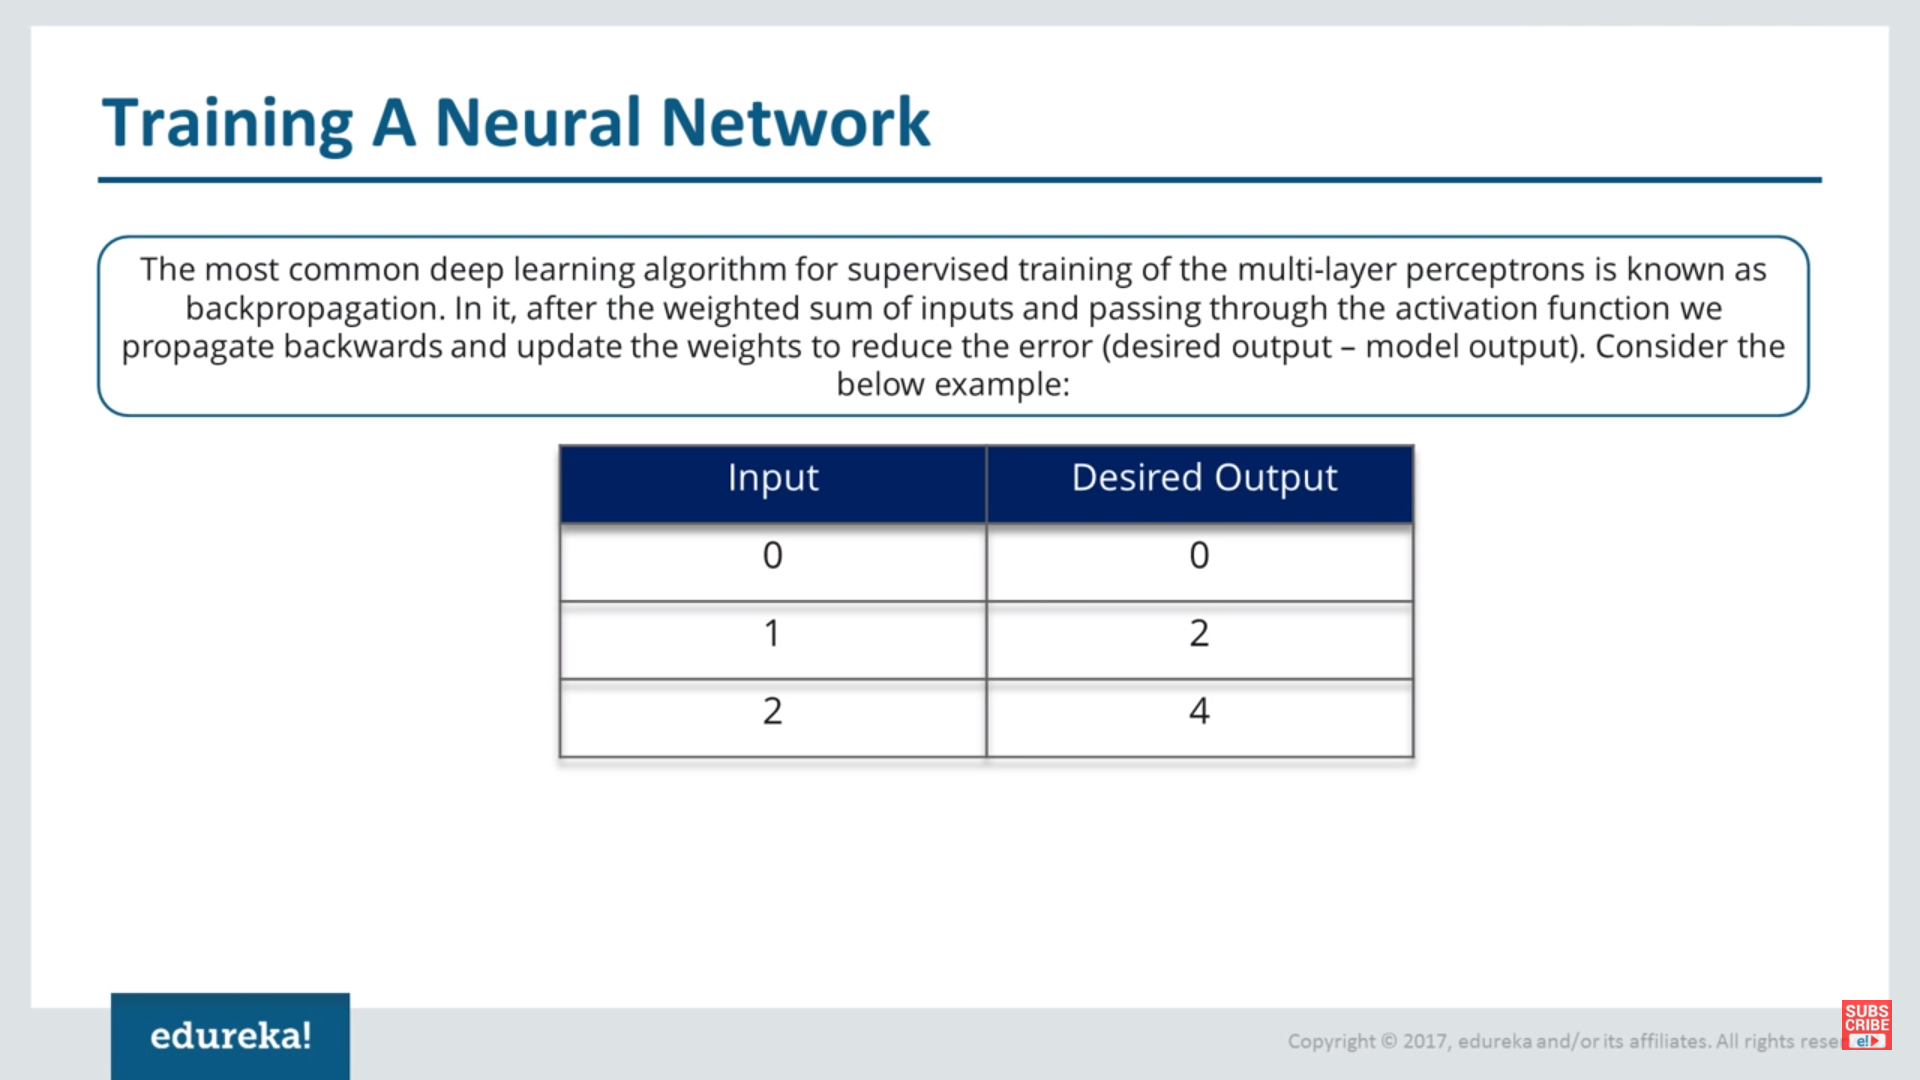 Training A Neural Network
The most common deep learning algorithm for supervised training of the multi-layer perceptrons is known as
backpropagation. In it, after the weighted sum of inputs and passing through the activation function we
propagate backwards and update the weights to reduce the error (desired output – model output). Consider the
below example:
Input Desired Output
0 0
1 2
2 4
edureka!
Copyright © 2017, edureka and/or its affiliates. All rights
SUBS
CRIBE
e!